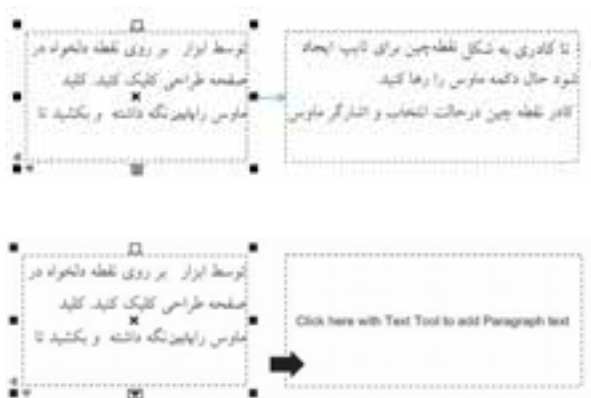 توسط ابزار بر روی نقطه دلخواه در
صفحه طراحی کلیک کنید. کلید
ماوس راپایین‌نگه داشته و بکشید تا
تا کادری به شکل نقطه‌چین برای تایپ ایجاد
شود حال دکمه ماوس را رها کنید.
کادر نقطه چین درحالت انتخاب و اشارگر ماوس
توسط ابزار بر روی نقطه دلخواه در
صفحه طراحی کلیک کنید. کلید
ماوس راپایین‌نگه داشته و بکشید تا
Click here with Text Tool to add Paragraph text